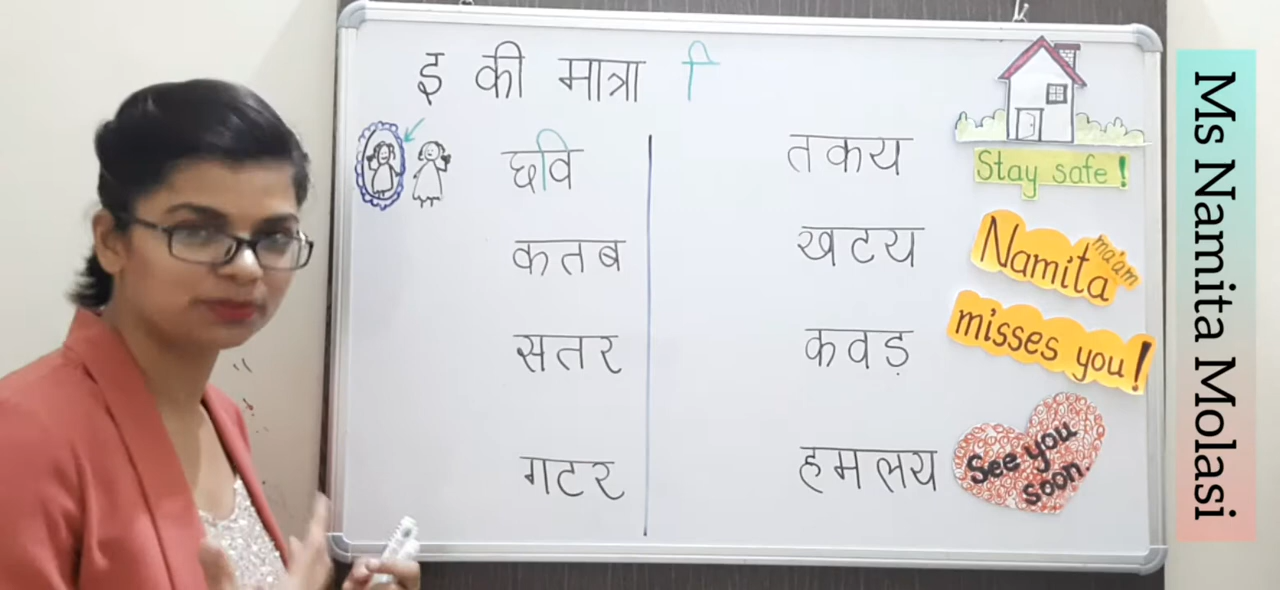 इ की मात्रा ि
छवि
कतब
सतर
गटर
तकय
खटय
कवड़
हमलय
Stay safe!
Namita ma'am
misses you!
See you
soon.
Ms Namita Molasi